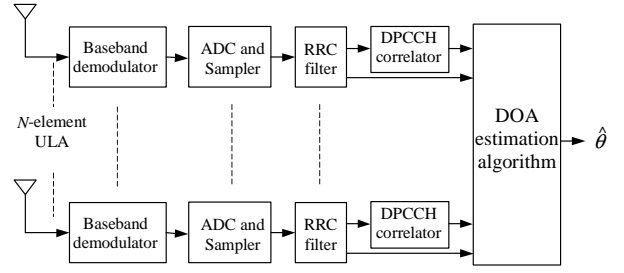 Baseband
demodulator
ADC and
Sampler
RRC
filter
DPCCH
correlator
N-element
ULA
DOA
estimation
algorithm
θ̂
Baseband
demodulator
ADC and
Sampler
RRC
filter
DPCCH
correlator